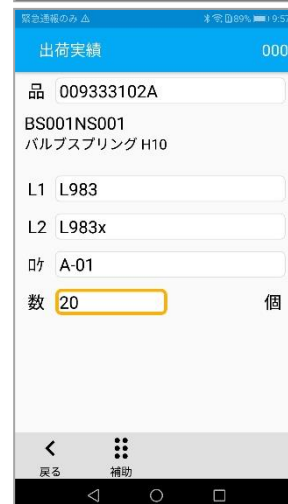 緊急通報のみ 89% 9:57
出荷実績 000
品 009333102A
BS001NS001
バルブスプリング H10
L1 L983
L2 L983x
ﾛｹ A-01
数 20 個
戻る 補助